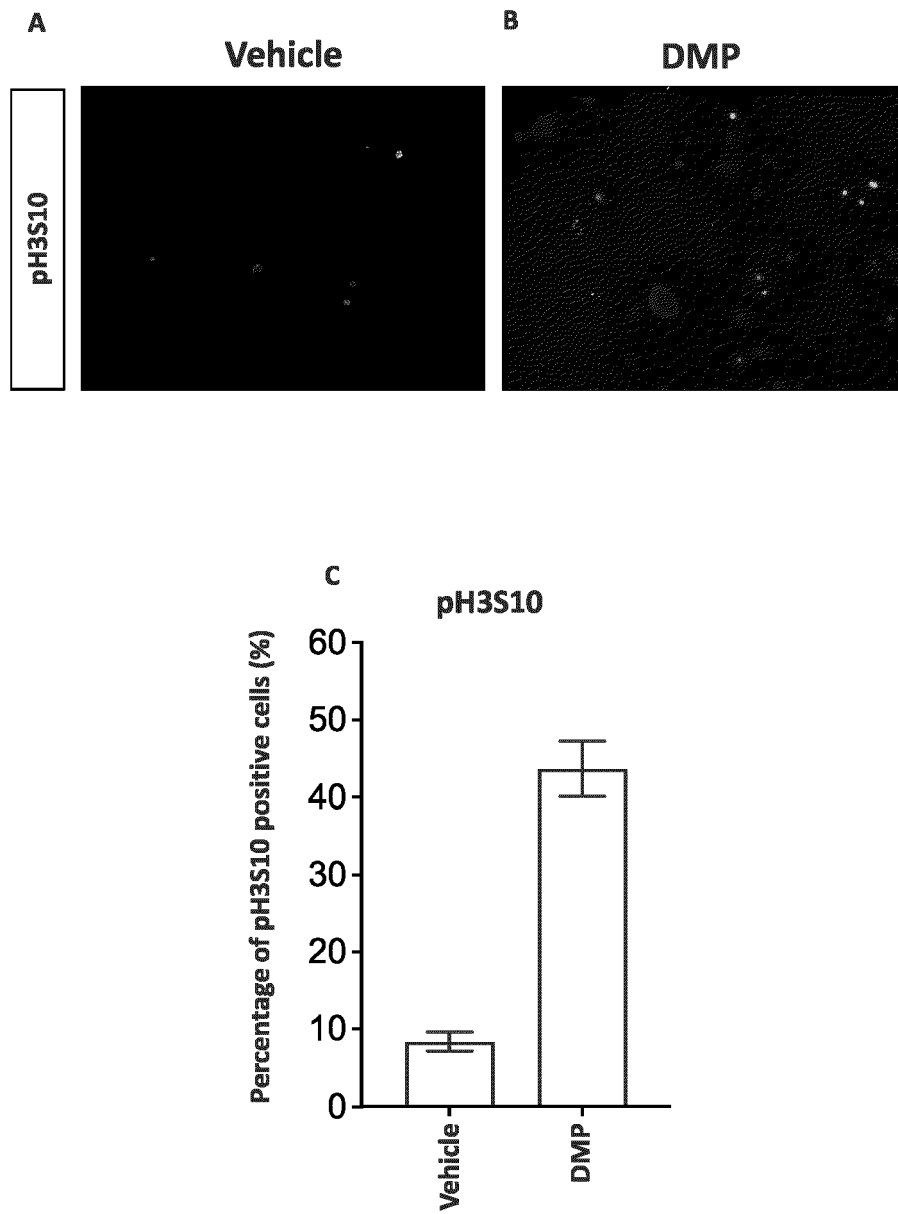 A
B
Vehicle
DMP
pH3S10
C
pH3S10
Percentage of pH3S10 positive cells (%)
60
50
40
30
20
10
0
Vehicle
DMP